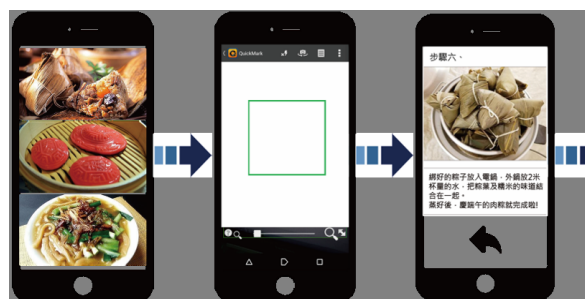 QuickMark
步驟六、
綁好的粽子放入電鍋，外鍋放2米
杯量的水，把粽葉及糯米的味道結
合在一起。
蒸好後，慶端午的肉粽就完成啦!